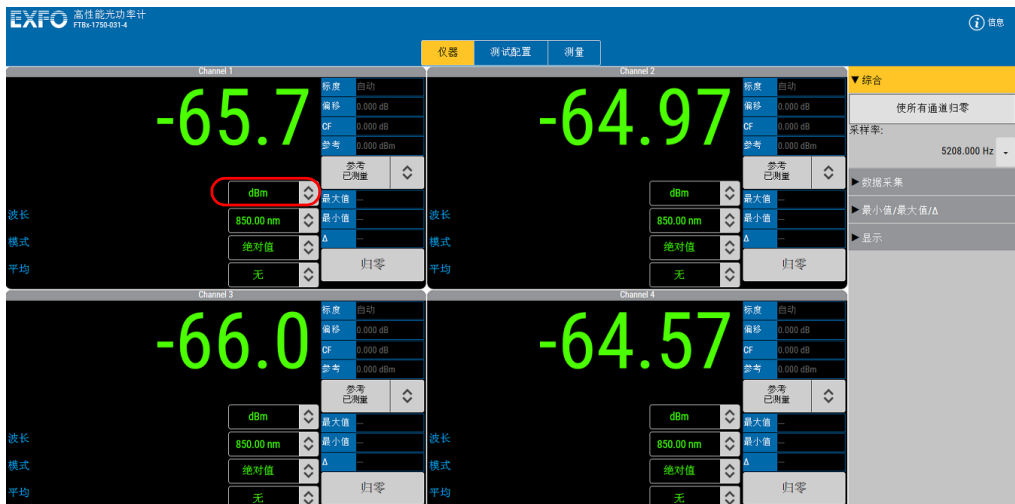 EXFO 高性能光功率计
FTBx-1750-031-4
信息
仪器 测试配置 测量
Channel 1
-65.7
标度 自动
偏移 0.000 dB
CF 0.000 dB
参考 0.000 dBm
参考
已测量
dBm
最大值 --
波长 850.00 nm
最小值 --
模式 绝对值
Δ --
平均 无
归零
Channel 2
-64.97
标度 自动
偏移 0.000 dB
CF 0.000 dB
参考 0.000 dBm
参考
已测量
dBm
最大值 --
波长 850.00 nm
最小值 --
模式 绝对值
Δ --
平均 无
归零
▼综合
使所有通道归零
采样率:
5208.000 Hz
▶数据采集
▶最小值/最大值/Δ
▶显示
Channel 3
-66.0
标度 自动
偏移 0.000 dB
CF 0.000 dB
参考 0.000 dBm
参考
已测量
dBm
最大值 --
波长 850.00 nm
最小值 --
模式 绝对值
Δ --
平均 无
归零
Channel 4
-64.57
标度 自动
偏移 0.000 dB
CF 0.000 dB
参考 0.000 dBm
参考
已测量
dBm
最大值 --
波长 850.00 nm
最小值 --
模式 绝对值
Δ --
平均 无
归零